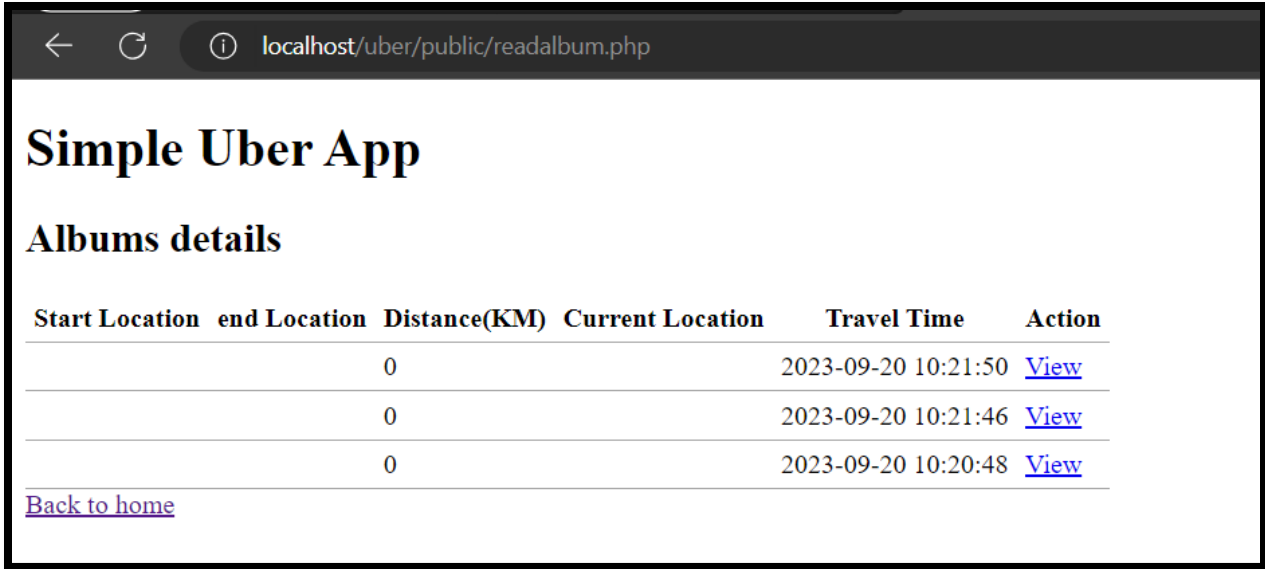 localhost/uber/public/readalbum.php
Simple Uber App
Albums details
Start Location end Location Distance(KM) Current Location Travel Time Action
0 2023-09-20 10:21:50 View
0 2023-09-20 10:21:46 View
0 2023-09-20 10:20:48 View
Back to home